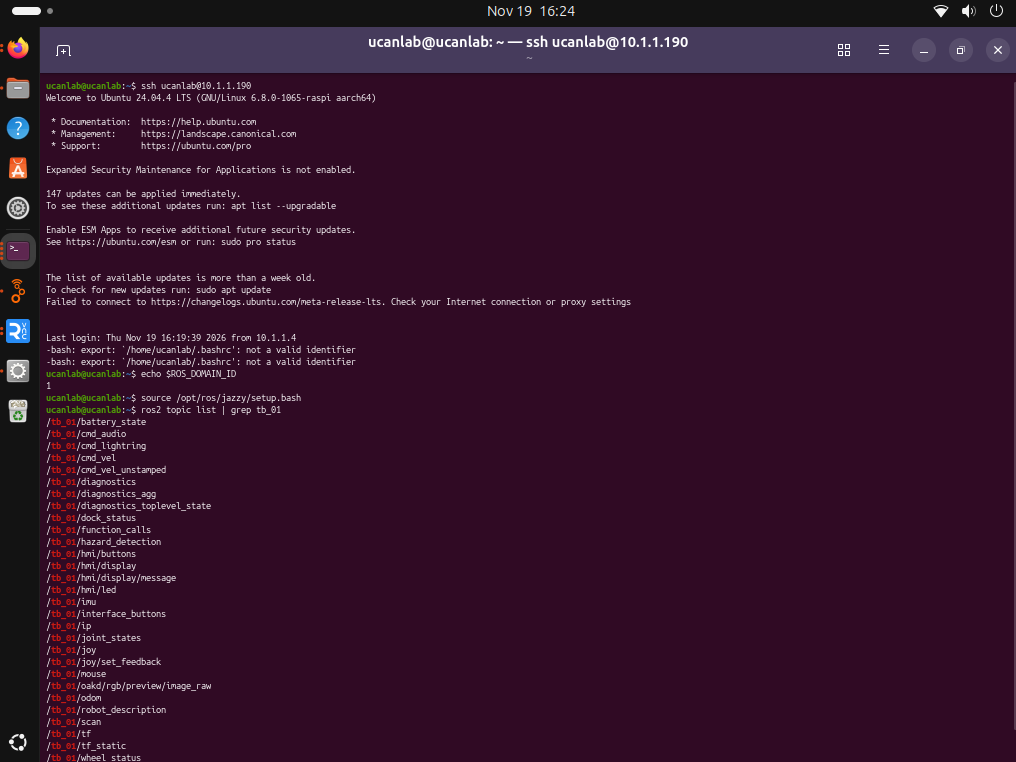 Nov 19 16:24
ucanlab@ucanlab: ~ — ssh ucanlab@10.1.1.190
~
ucanlab@ucanlab:~$ ssh ucanlab@10.1.1.190
Welcome to Ubuntu 24.04.4 LTS (GNU/Linux 6.8.0-1065-raspi aarch64)
* Documentation: https://help.ubuntu.com
* Management: https://landscape.canonical.com
* Support: https://ubuntu.com/pro
Expanded Security Maintenance for Applications is not enabled.
147 updates can be applied immediately.
To see these additional updates run: apt list --upgradable
Enable ESM Apps to receive additional future security updates.
See https://ubuntu.com/esm or run: sudo pro status
The list of available updates is more than a week old.
To check for new updates run: sudo apt update
Failed to connect to https://changelogs.ubuntu.com/meta-release-lts. Check your Internet connection or proxy settings
Last login: Thu Nov 19 16:19:39 2026 from 10.1.1.4
-bash: export: `/home/ucanlab/.bashrc': not a valid identifier
-bash: export: `/home/ucanlab/.bashrc': not a valid identifier
ucanlab@ucanlab:~$ echo $ROS_DOMAIN_ID
1
ucanlab@ucanlab:~$ source /opt/ros/jazzy/setup.bash
ucanlab@ucanlab:~$ ros2 topic list | grep tb_01
/tb_01/battery_state
/tb_01/cmd_audio
/tb_01/cmd_lightring
/tb_01/cmd_vel
/tb_01/cmd_vel_unstamped
/tb_01/diagnostics
/tb_01/diagnostics_agg
/tb_01/diagnostics_toplevel_state
/tb_01/dock_status
/tb_01/function_calls
/tb_01/hazard_detection
/tb_01/hmi/buttons
/tb_01/hmi/display
/tb_01/hmi/display/message
/tb_01/hmi/led
/tb_01/imu
/tb_01/interface_buttons
/tb_01/ip
/tb_01/joint_states
/tb_01/joy
/tb_01/joy/set_feedback
/tb_01/mouse
/tb_01/oakd/rgb/preview/image_raw
/tb_01/odom
/tb_01/robot_description
/tb_01/scan
/tb_01/tf
/tb_01/tf_static
/tb_01/wheel_status